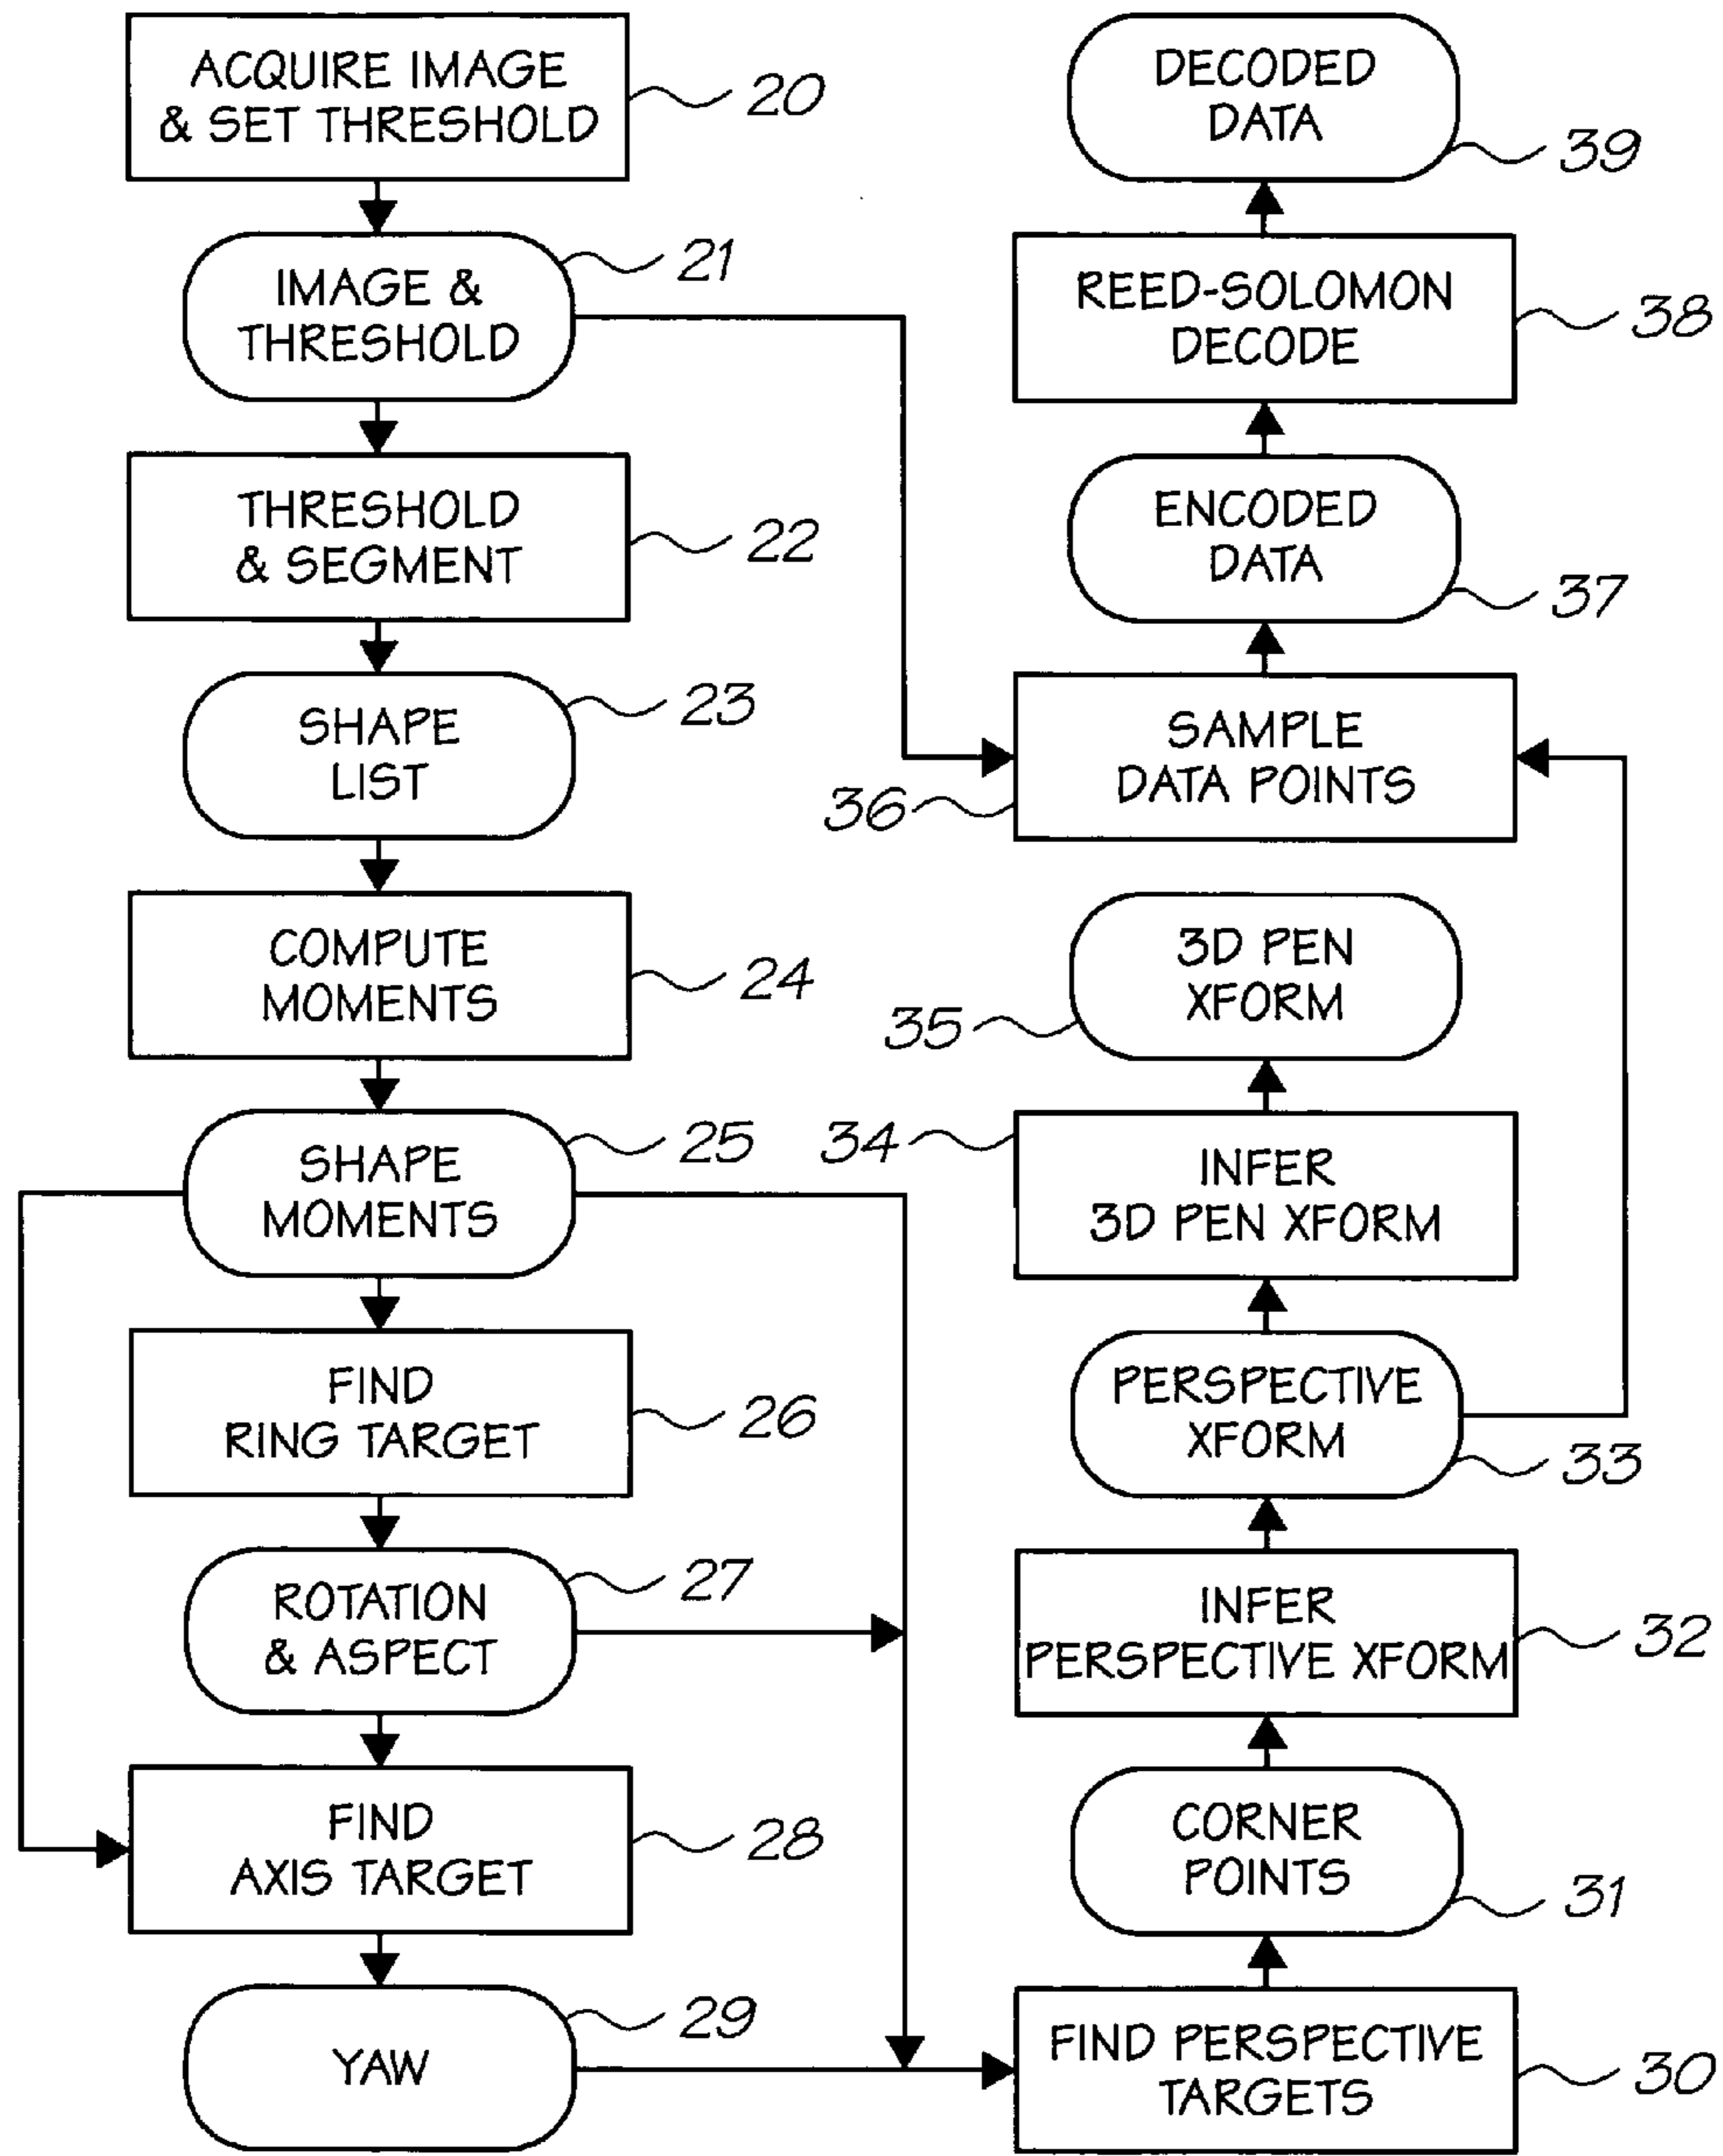 ACQUIRE IMAGE
& SET THRESHOLD
20
IMAGE &
THRESHOLD
21
THRESHOLD
& SEGMENT
22
SHAPE
LIST
23
COMPUTE
MOMENTS
24
SHAPE
MOMENTS
25
FIND
RING TARGET
26
ROTATION
& ASPECT
27
FIND
AXIS TARGET
28
YAW
29
FIND PERSPECTIVE
TARGETS
30
CORNER
POINTS
31
INFER
PERSPECTIVE XFORM
32
PERSPECTIVE
XFORM
33
INFER
3D PEN XFORM
34
3D PEN
XFORM
35
SAMPLE
DATA POINTS
36
ENCODED
DATA
37
REED-SOLOMON
DECODE
38
DECODED
DATA
39